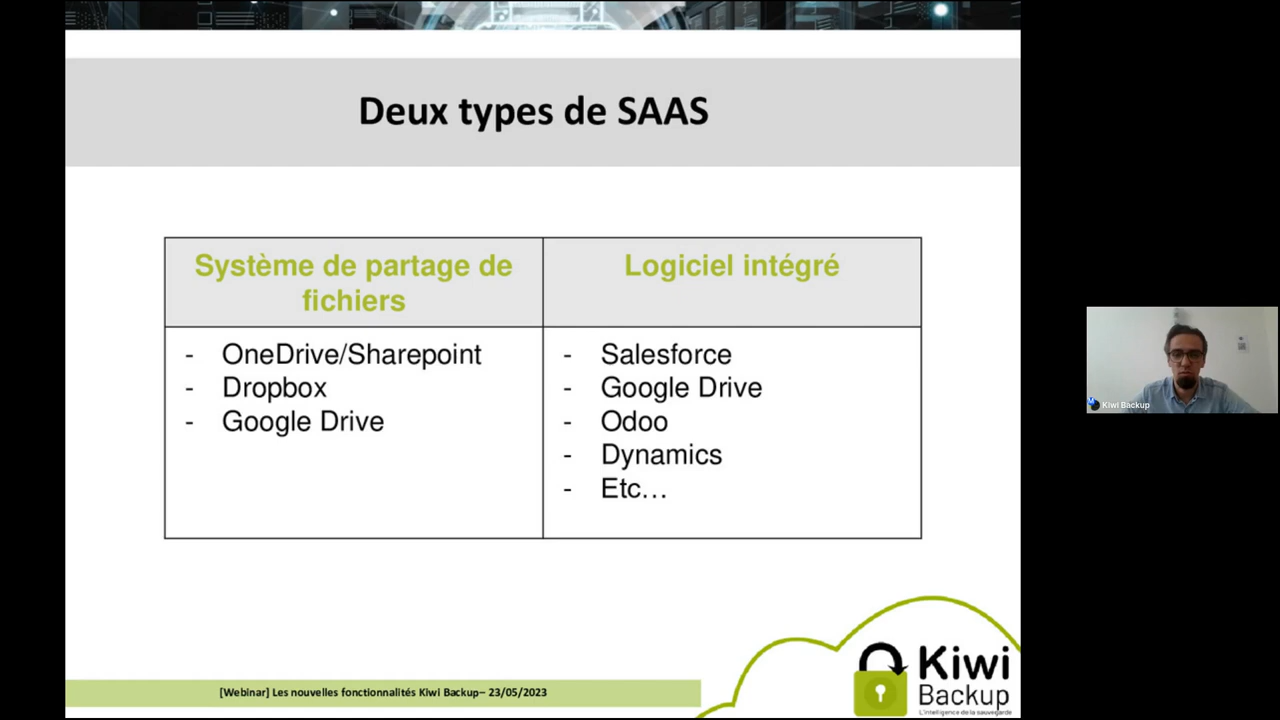 Deux types de SAAS
Système de partage de
fichiers
Logiciel intégré
- OneDrive/Sharepoint
- Dropbox
- Google Drive
- Salesforce
- Google Drive
- Odoo
- Dynamics
- Etc…
Kiwi Backup
[Webinar] Les nouvelles fonctionnalités Kiwi Backup– 23/05/2023
Kiwi
Backup
L'intelligence de la sauvegarde